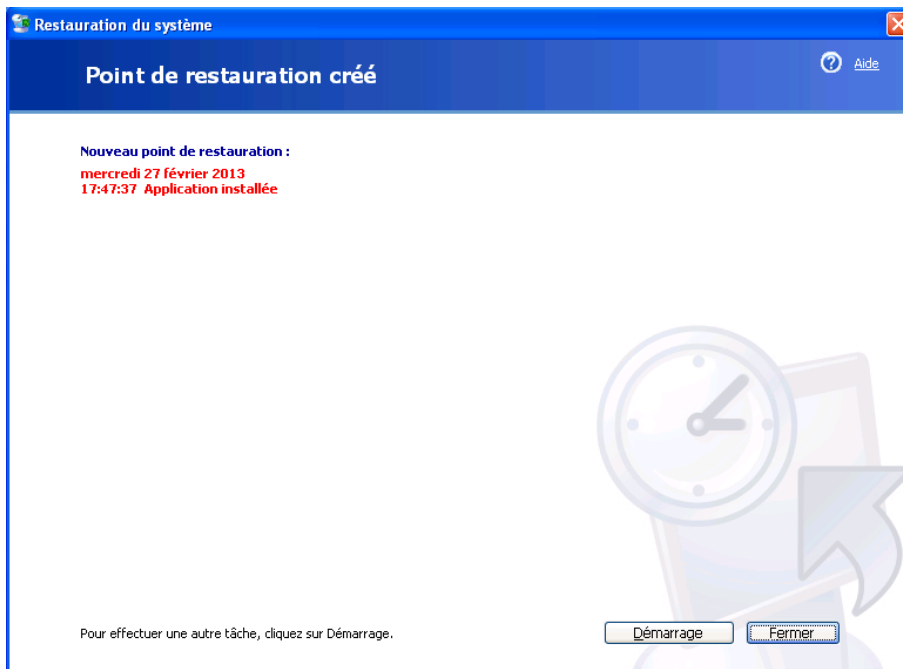 Restauration du système
Point de restauration créé
Aide
Nouveau point de restauration :
mercredi 27 février 2013
17:47:37 Application installée
Pour effectuer une autre tâche, cliquez sur Démarrage.
Démarrage
Fermer